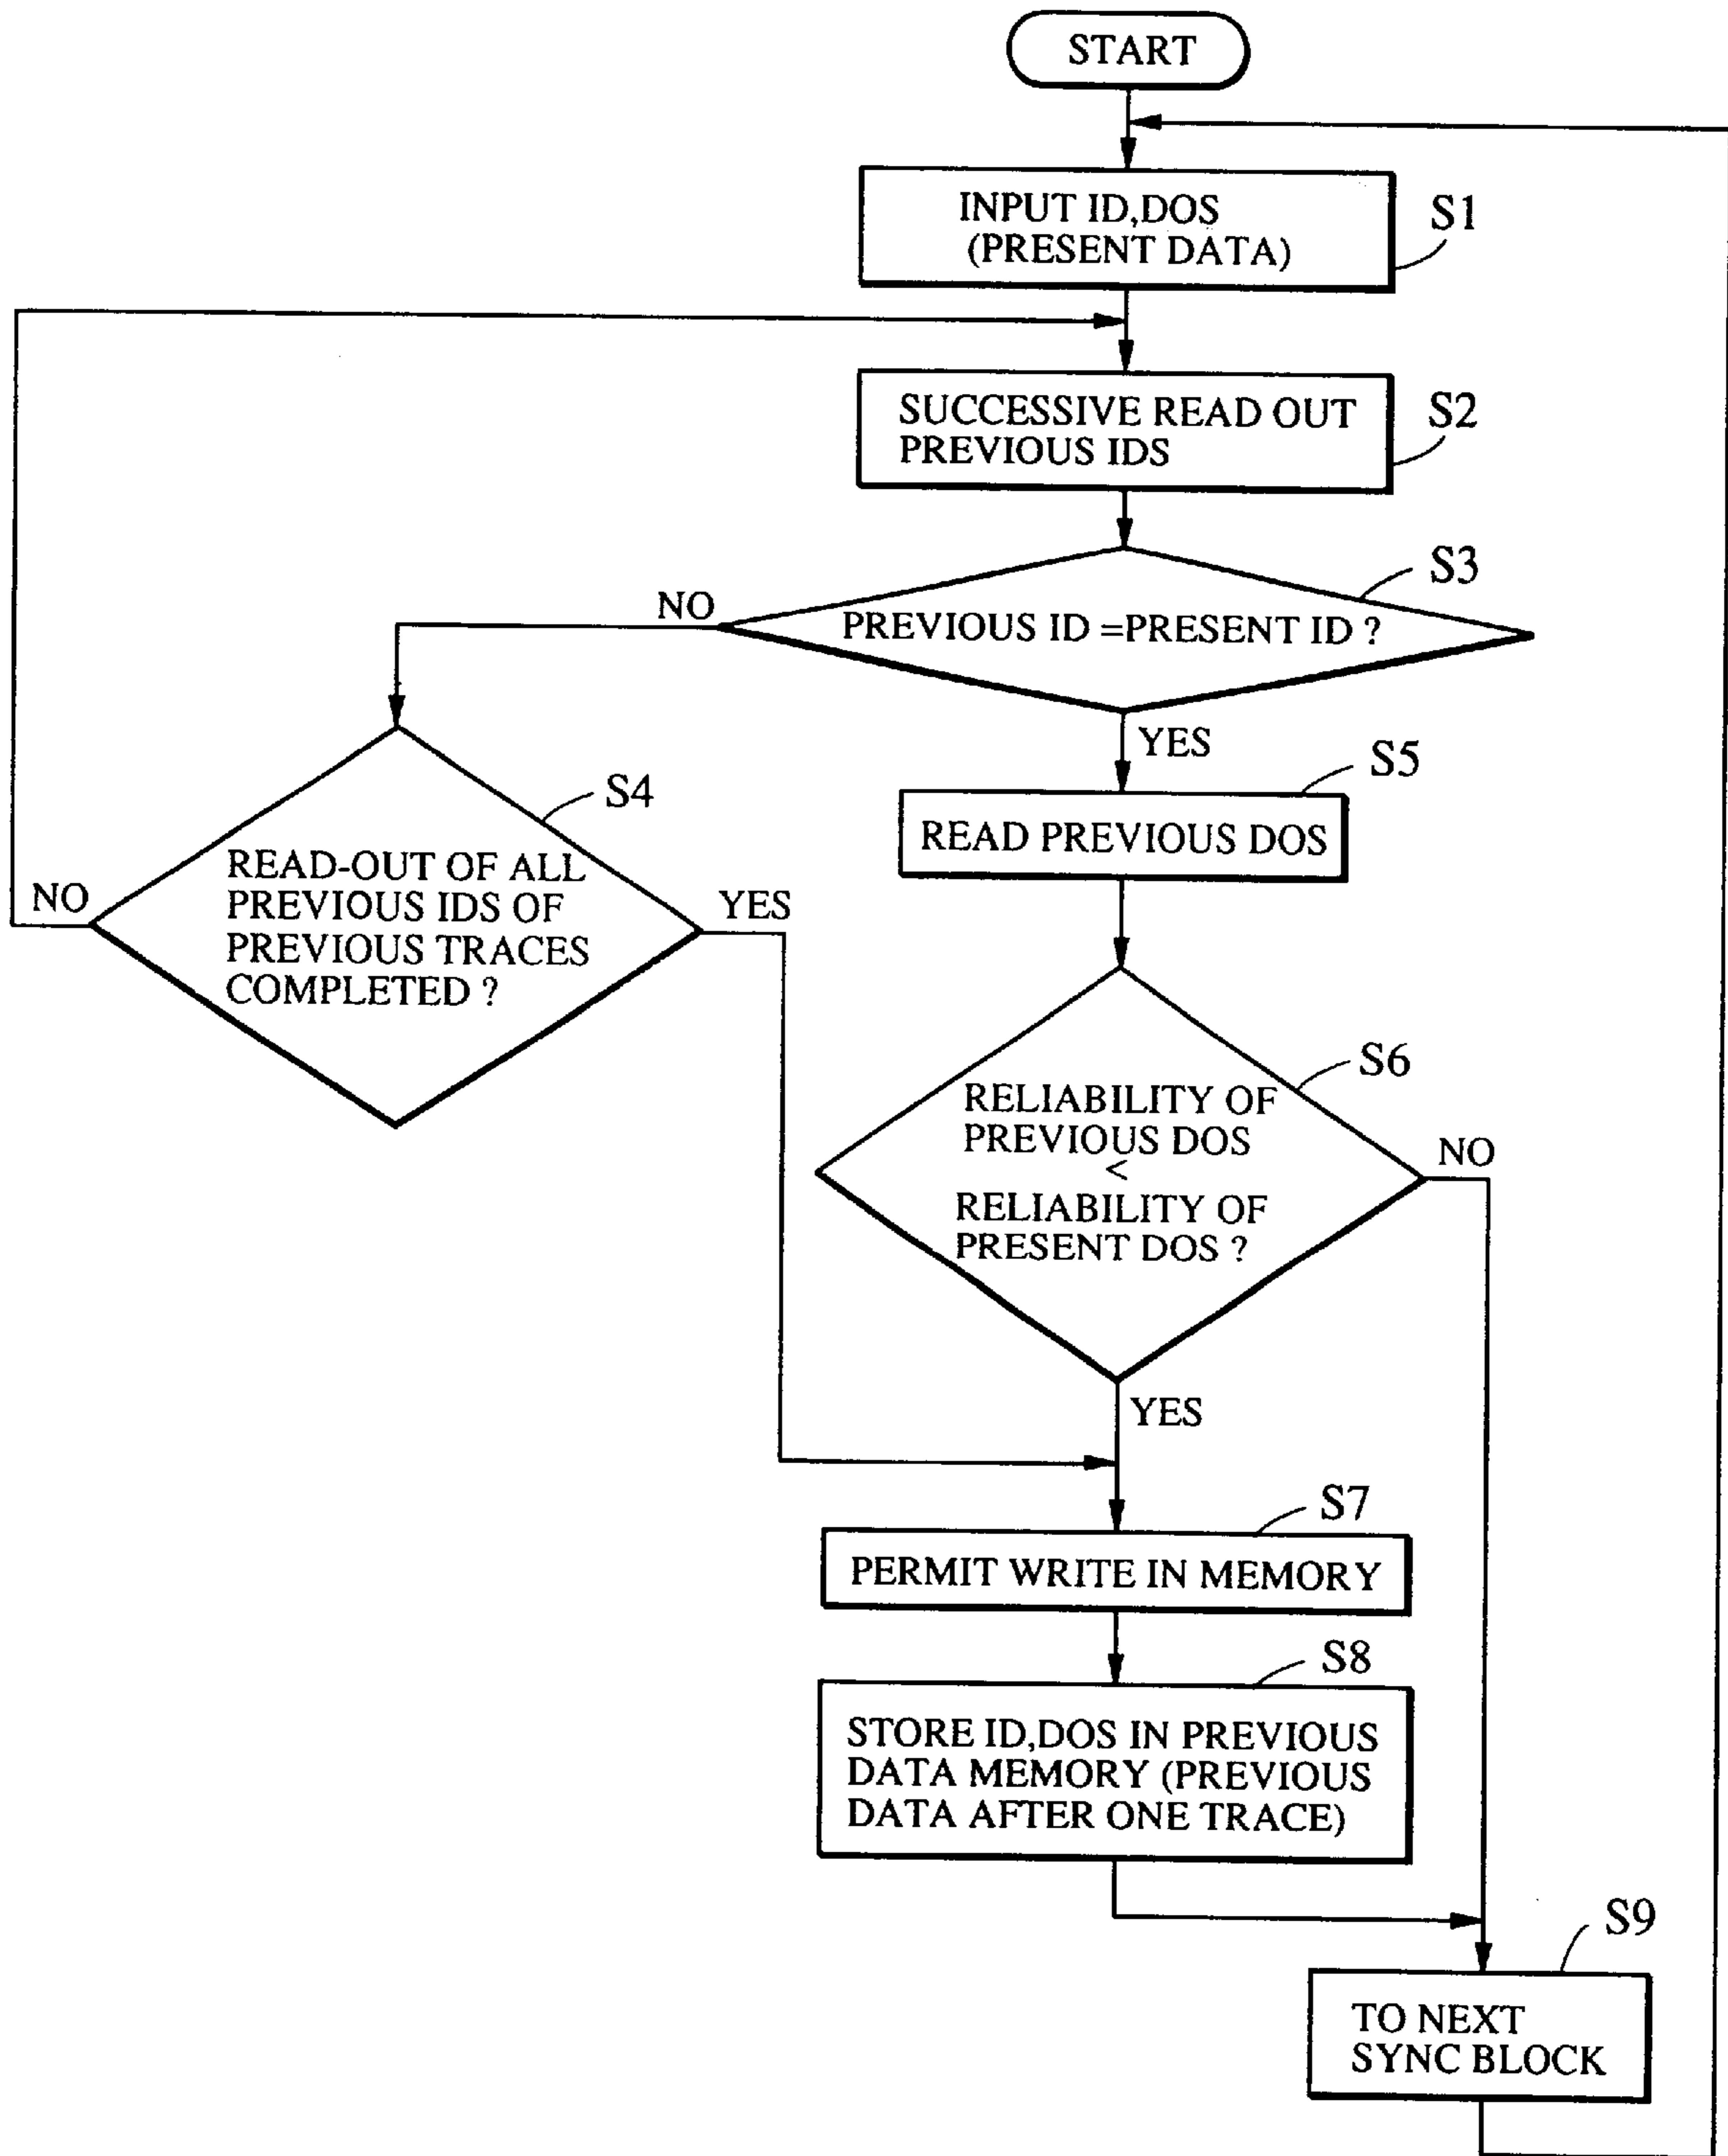 START
INPUT ID,DOS
(PRESENT DATA)
S1
SUCCESSIVE READ OUT
PREVIOUS IDS
S2
S3
NO
PREVIOUS ID =PRESENT ID ?
YES
S5
S4
READ PREVIOUS DOS
READ-OUT OF ALL
PREVIOUS IDS OF
PREVIOUS TRACES
COMPLETED ?
NO
YES
S6
RELIABILITY OF
PREVIOUS DOS
<
RELIABILITY OF
PRESENT DOS ?
NO
YES
S7
PERMIT WRITE IN MEMORY
S8
STORE ID,DOS IN PREVIOUS
DATA MEMORY (PREVIOUS
DATA AFTER ONE TRACE)
S9
TO NEXT
SYNC BLOCK